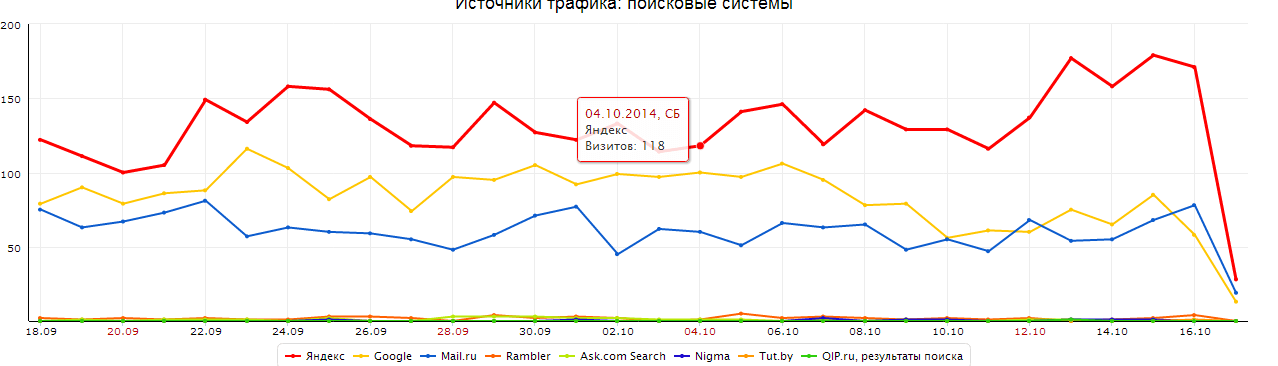 Источники трафика: поисковые системы
200
150
100
50
04.10.2014, СБ
Яндекс
Визитов: 118
18.09 20.09 22.09 24.09 26.09 28.09 30.09 02.10 04.10 06.10 08.10 10.10 12.10 14.10 16.10
Яндекс Google Mail.ru Rambler Ask.com Search Nigma Tut.by QIP.ru, результаты поиска